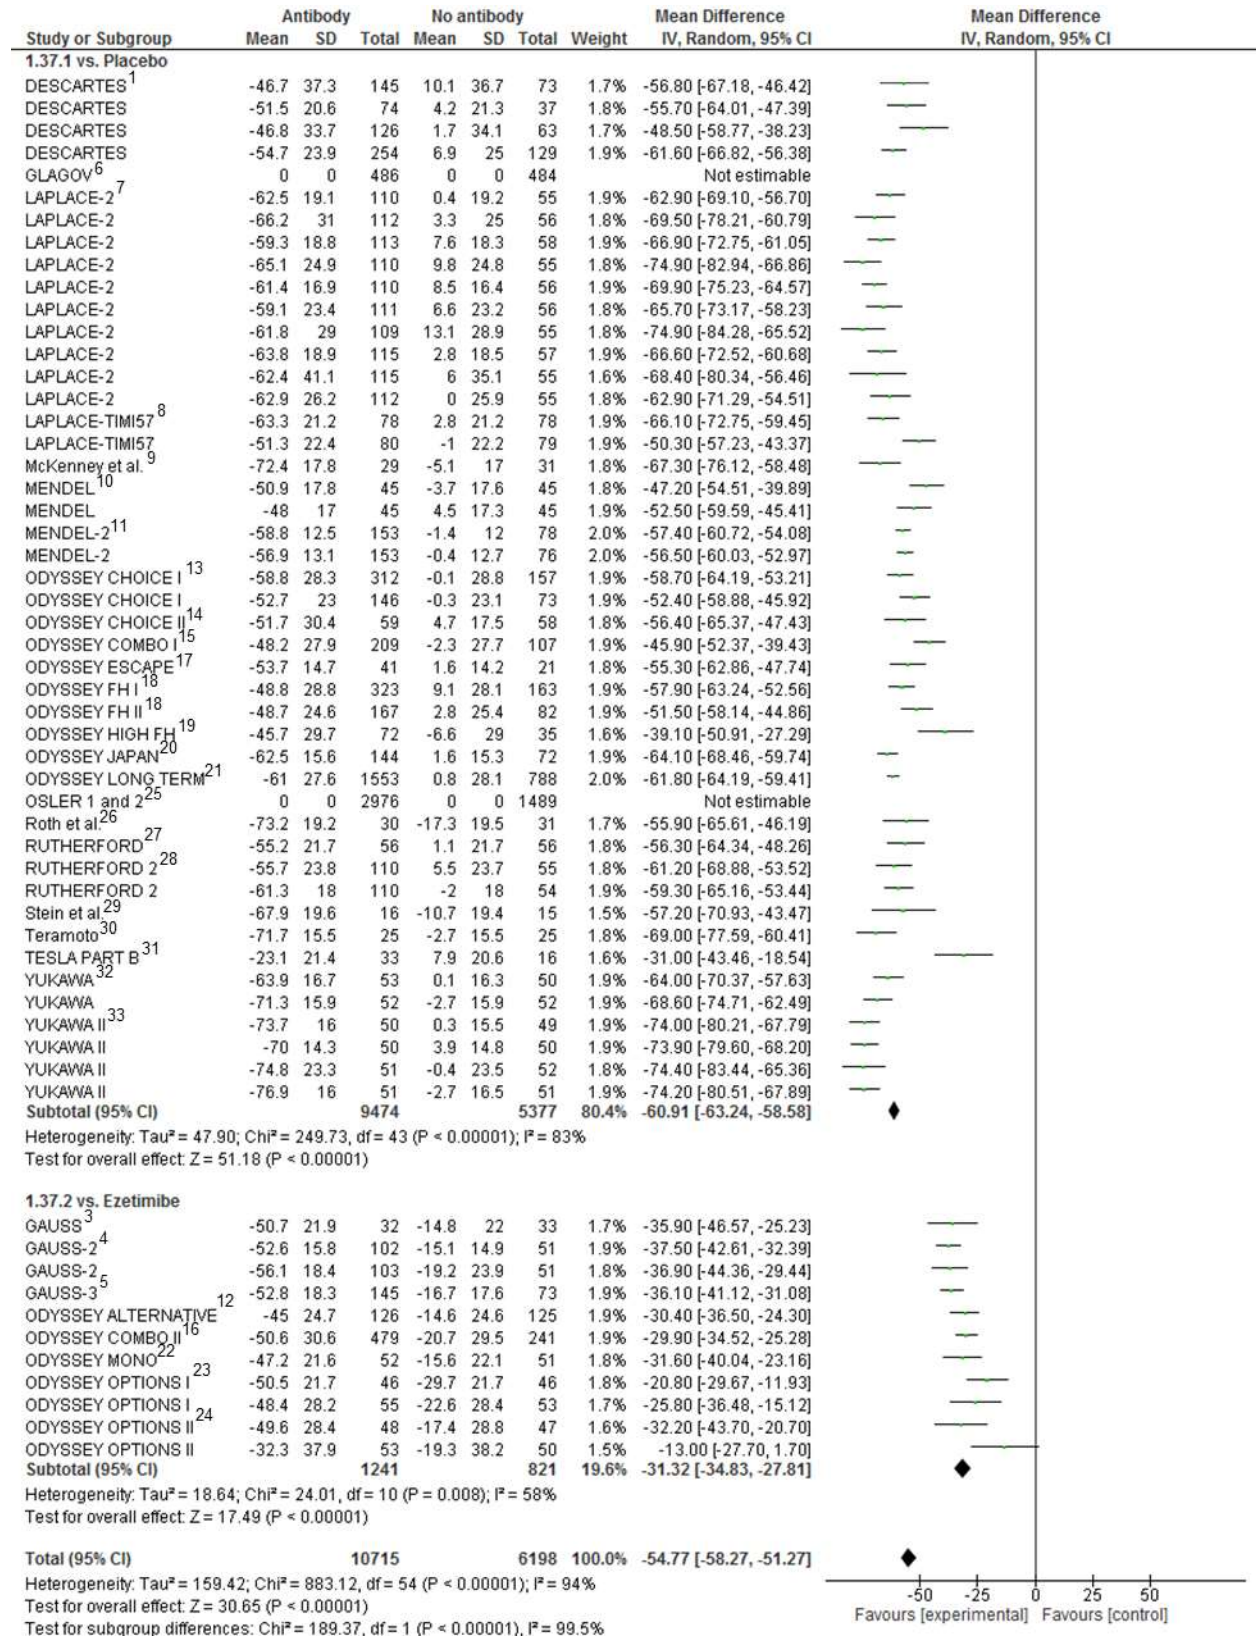 Antibody No antibody Mean Difference Mean Difference
Study or Subgroup Mean SD Total Mean SD Total Weight IV, Random, 95% CI IV, Random, 95% CI
1.37.1 vs. Placebo
DESCARTES1 -46.7 37.3 145 10.1 36.7 73 1.7% -56.80 [-67.18, -46.42]
DESCARTES -51.5 20.6 74 4.2 21.3 37 1.8% -55.70 [-64.01, -47.39]
DESCARTES -46.8 33.7 126 1.7 34.1 63 1.7% -48.50 [-58.77, -38.23]
DESCARTES -54.7 23.9 254 6.9 25 129 1.9% -61.60 [-66.82, -56.38]
GLAGOV6 0 0 486 0 0 484 Not estimable
LAPLACE-27 -62.5 19.1 110 0.4 19.2 55 1.9% -62.90 [-69.10, -56.70]
LAPLACE-2 -66.2 31 112 3.3 25 56 1.8% -69.50 [-78.21, -60.79]
LAPLACE-2 -59.3 18.8 113 7.6 18.3 58 1.9% -66.90 [-72.75, -61.05]
LAPLACE-2 -65.1 24.9 110 9.8 24.8 55 1.8% -74.90 [-82.94, -66.86]
LAPLACE-2 -61.4 16.9 110 8.5 16.4 56 1.9% -69.90 [-75.23, -64.57]
LAPLACE-2 -59.1 23.4 111 6.6 23.2 56 1.8% -65.70 [-73.17, -58.23]
LAPLACE-2 -61.8 29 109 13.1 28.9 55 1.8% -74.90 [-84.28, -65.52]
LAPLACE-2 -63.8 18.9 115 2.8 18.5 57 1.9% -66.60 [-72.52, -60.68]
LAPLACE-2 -62.4 41.1 115 6 35.1 55 1.6% -68.40 [-80.34, -56.46]
LAPLACE-2 -62.9 26.2 112 0 25.9 55 1.8% -62.90 [-71.29, -54.51]
LAPLACE-TIMI578 -63.3 21.2 78 2.8 21.2 78 1.9% -66.10 [-72.75, -59.45]
LAPLACE-TIMI57 -51.3 22.4 80 -1 22.2 79 1.9% -50.30 [-57.23, -43.37]
McKenney et al.9 -72.4 17.8 29 -5.1 17 31 1.8% -67.30 [-76.12, -58.48]
MENDEL10 -50.9 17.8 45 -3.7 17.6 45 1.8% -47.20 [-54.51, -39.89]
MENDEL -48 17 45 4.5 17.3 45 1.9% -52.50 [-59.59, -45.41]
MENDEL-211 -58.8 12.5 153 -1.4 12 78 2.0% -57.40 [-60.72, -54.08]
MENDEL-2 -56.9 13.1 153 -0.4 12.7 76 2.0% -56.50 [-60.03, -52.97]
ODYSSEY CHOICE I 13 -58.8 28.3 312 -0.1 28.8 157 1.9% -58.70 [-64.19, -53.21]
ODYSSEY CHOICE I -52.7 23 146 -0.3 23.1 73 1.9% -52.40 [-58.88, -45.92]
ODYSSEY CHOICE II14 -51.7 30.4 59 4.7 17.5 58 1.8% -56.40 [-65.37, -47.43]
ODYSSEY COMBO I15 -48.2 27.9 209 -2.3 27.7 107 1.9% -45.90 [-52.37, -39.43]
ODYSSEY ESCAPE17 -53.7 14.7 41 1.6 14.2 21 1.8% -55.30 [-62.86, -47.74]
ODYSSEY FH I18 -48.8 28.8 323 9.1 28.1 163 1.9% -57.90 [-63.24, -52.56]
ODYSSEY FH II18 -48.7 24.6 167 2.8 25.4 82 1.9% -51.50 [-58.14, -44.86]
ODYSSEY HIGH FH19 -45.7 29.7 72 -6.6 29 35 1.6% -39.10 [-50.91, -27.29]
ODYSSEY JAPAN20 -62.5 15.6 144 1.6 15.3 72 1.9% -64.10 [-68.46, -59.74]
ODYSSEY LONG TERM21 -61 27.6 1553 0.8 28.1 788 2.0% -61.80 [-64.19, -59.41]
OSLER 1 and 225 0 0 2976 0 0 1489 Not estimable
Roth et al.26 -73.2 19.2 30 -17.3 19.5 31 1.7% -55.90 [-65.61, -46.19]
RUTHERFORD27 -55.2 21.7 56 1.1 21.7 56 1.8% -56.30 [-64.34, -48.26]
RUTHERFORD 228 -55.7 23.8 110 5.5 23.7 55 1.8% -61.20 [-68.88, -53.52]
RUTHERFORD 2 -61.3 18 110 -2 18 54 1.9% -59.30 [-65.16, -53.44]
Stein et al.29 -67.9 19.6 16 -10.7 19.4 15 1.5% -57.20 [-70.93, -43.47]
Teramoto30 -71.7 15.5 25 -2.7 15.5 25 1.8% -69.00 [-77.59, -60.41]
TESLA PART B31 -23.1 21.4 33 7.9 20.6 16 1.6% -31.00 [-43.46, -18.54]
YUKAWA32 -63.9 16.7 53 0.1 16.3 50 1.9% -64.00 [-70.37, -57.63]
YUKAWA -71.3 15.9 52 -2.7 15.9 52 1.9% -68.60 [-74.71, -62.49]
YUKAWA II33 -73.7 16 50 0.3 15.5 49 1.9% -74.00 [-80.21, -67.79]
YUKAWA II -70 14.3 50 3.9 14.8 50 1.9% -73.90 [-79.60, -68.20]
YUKAWA II -74.8 23.3 51 -0.4 23.5 52 1.8% -74.40 [-83.44, -65.36]
YUKAWA II -76.9 16 51 -2.7 16.5 51 1.9% -74.20 [-80.51, -67.89]
Subtotal (95% CI) 9474 5377 80.4% -60.91 [-63.24, -58.58]
Heterogeneity: Tau² = 47.90; Chi² = 249.73, df = 43 (P < 0.00001); I² = 83%
Test for overall effect: Z = 51.18 (P < 0.00001)
1.37.2 vs. Ezetimibe
GAUSS3 -50.7 21.9 32 -14.8 22 33 1.7% -35.90 [-46.57, -25.23]
GAUSS-24 -52.6 15.8 102 -15.1 14.9 51 1.9% -37.50 [-42.61, -32.39]
GAUSS-2 -56.1 18.4 103 -19.2 23.9 51 1.8% -36.90 [-44.36, -29.44]
GAUSS-35 -52.8 18.3 145 -16.7 17.6 73 1.9% -36.10 [-41.12, -31.08]
ODYSSEY ALTERNATIVE12 -45 24.7 126 -14.6 24.6 125 1.9% -30.40 [-36.50, -24.30]
ODYSSEY COMBO II16 -50.6 30.6 479 -20.7 29.5 241 1.9% -29.90 [-34.52, -25.28]
ODYSSEY MONO22 -47.2 21.6 52 -15.6 22.1 51 1.8% -31.60 [-40.04, -23.16]
ODYSSEY OPTIONS I23 -50.5 21.7 46 -29.7 21.7 46 1.8% -20.80 [-29.67, -11.93]
ODYSSEY OPTIONS I -48.4 28.2 55 -22.6 28.4 53 1.7% -25.80 [-36.48, -15.12]
ODYSSEY OPTIONS II24 -49.6 28.4 48 -17.4 28.8 47 1.6% -32.20 [-43.70, -20.70]
ODYSSEY OPTIONS II -32.3 37.9 53 -19.3 38.2 50 1.5% -13.00 [-27.70, 1.70]
Subtotal (95% CI) 1241 821 19.6% -31.32 [-34.83, -27.81]
Heterogeneity: Tau² = 18.64; Chi² = 24.01, df = 10 (P = 0.008); I² = 58%
Test for overall effect: Z = 17.49 (P < 0.00001)
Total (95% CI) 10715 6198 100.0% -54.77 [-58.27, -51.27]
Heterogeneity: Tau² = 159.42; Chi² = 883.12, df = 54 (P < 0.00001); I² = 94%
-50 -25 0 25 50
Test for overall effect: Z = 30.65 (P < 0.00001)
Favours [experimental] Favours [control]
Test for subgroup differences: Chi² = 189.37, df = 1 (P < 0.00001), I² = 99.5%